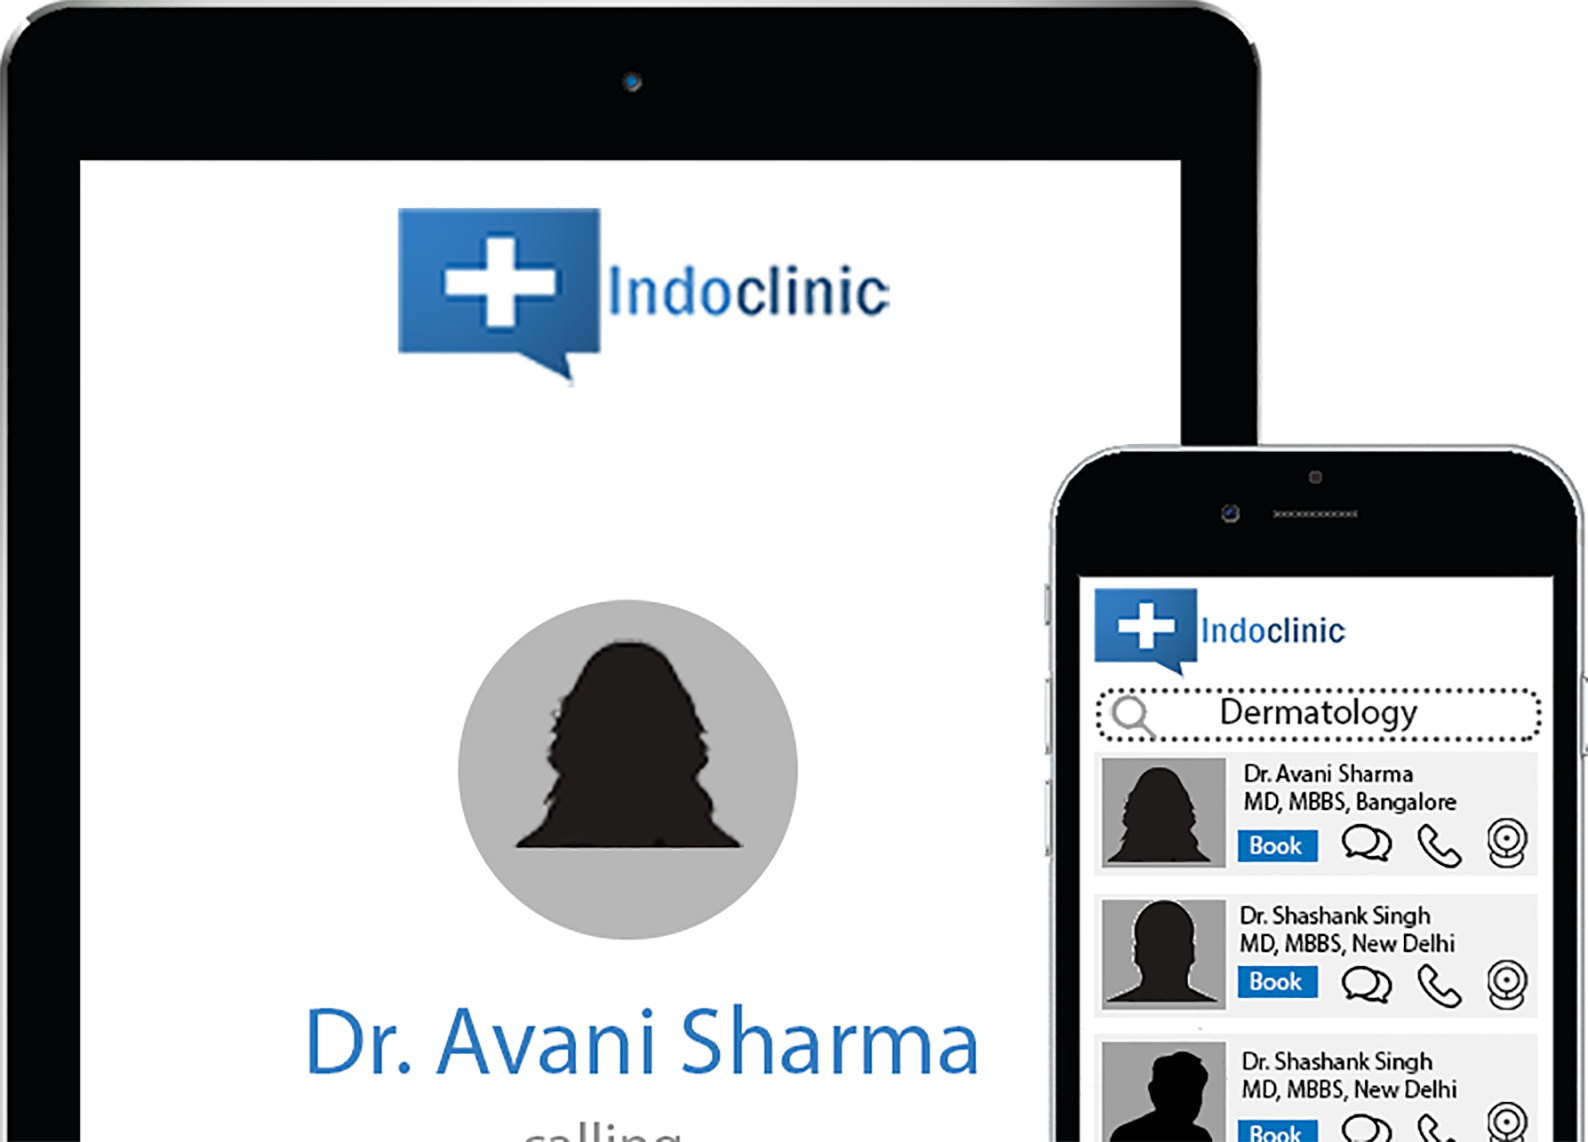 Indoclinic
Dr. Avani Sharma
calling
Indoclinic
Dermatology
Dr. Avani Sharma
MD, MBBS, Bangalore
Book
Dr. Shashank Singh
MD, MBBS, New Delhi
Book
Dr. Shashank Singh
MD, MBBS, New Delhi
Book